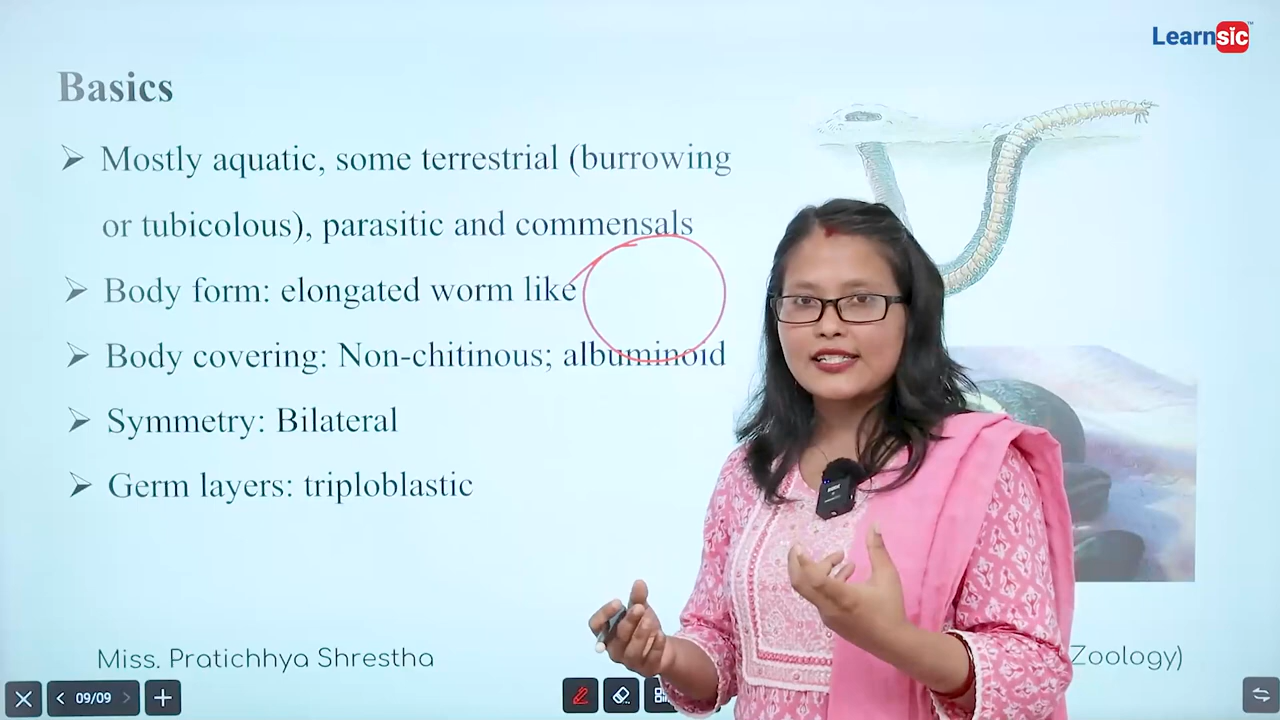 Learnsic
Basics
Mostly aquatic, some terrestrial (burrowing
or tubicolous), parasitic and commensals
Body form: elongated worm like
Body covering: Non-chitinous; albuminoid
Symmetry: Bilateral
Germ layers: triploblastic
Miss. Pratichhya Shrestha
Zoology)
09/09